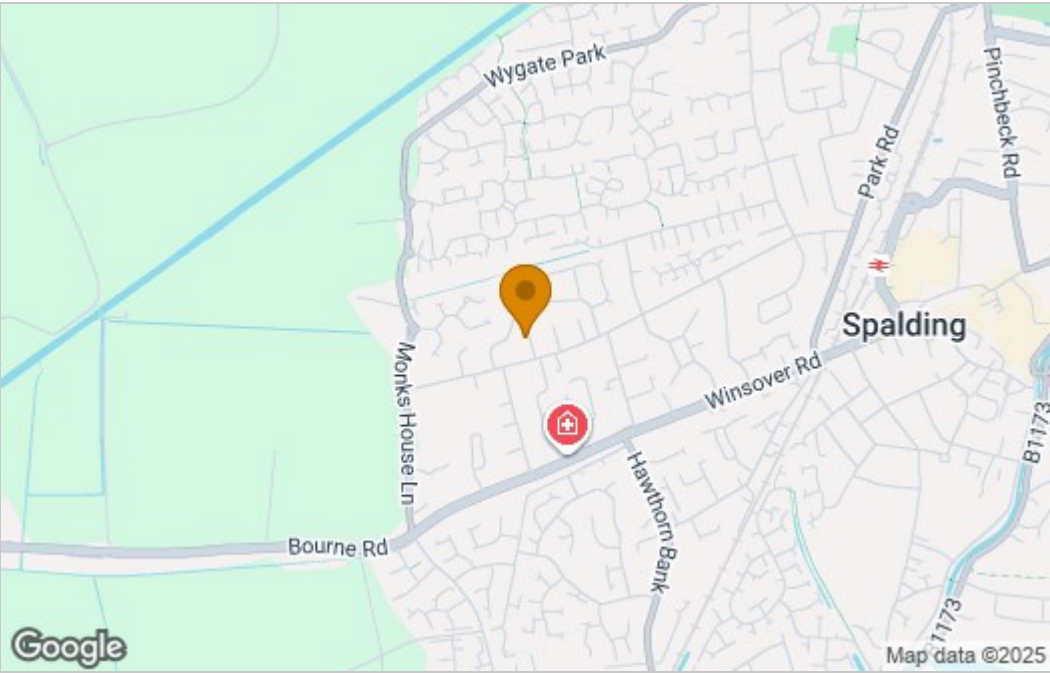 Wygate Park
Pinchbeck Rd
Park Rd
Spalding
Monks House Ln
Winsover Rd
B1173
Hawthorn Bank
Bourne Rd
B1173
Google
Map data ©2025